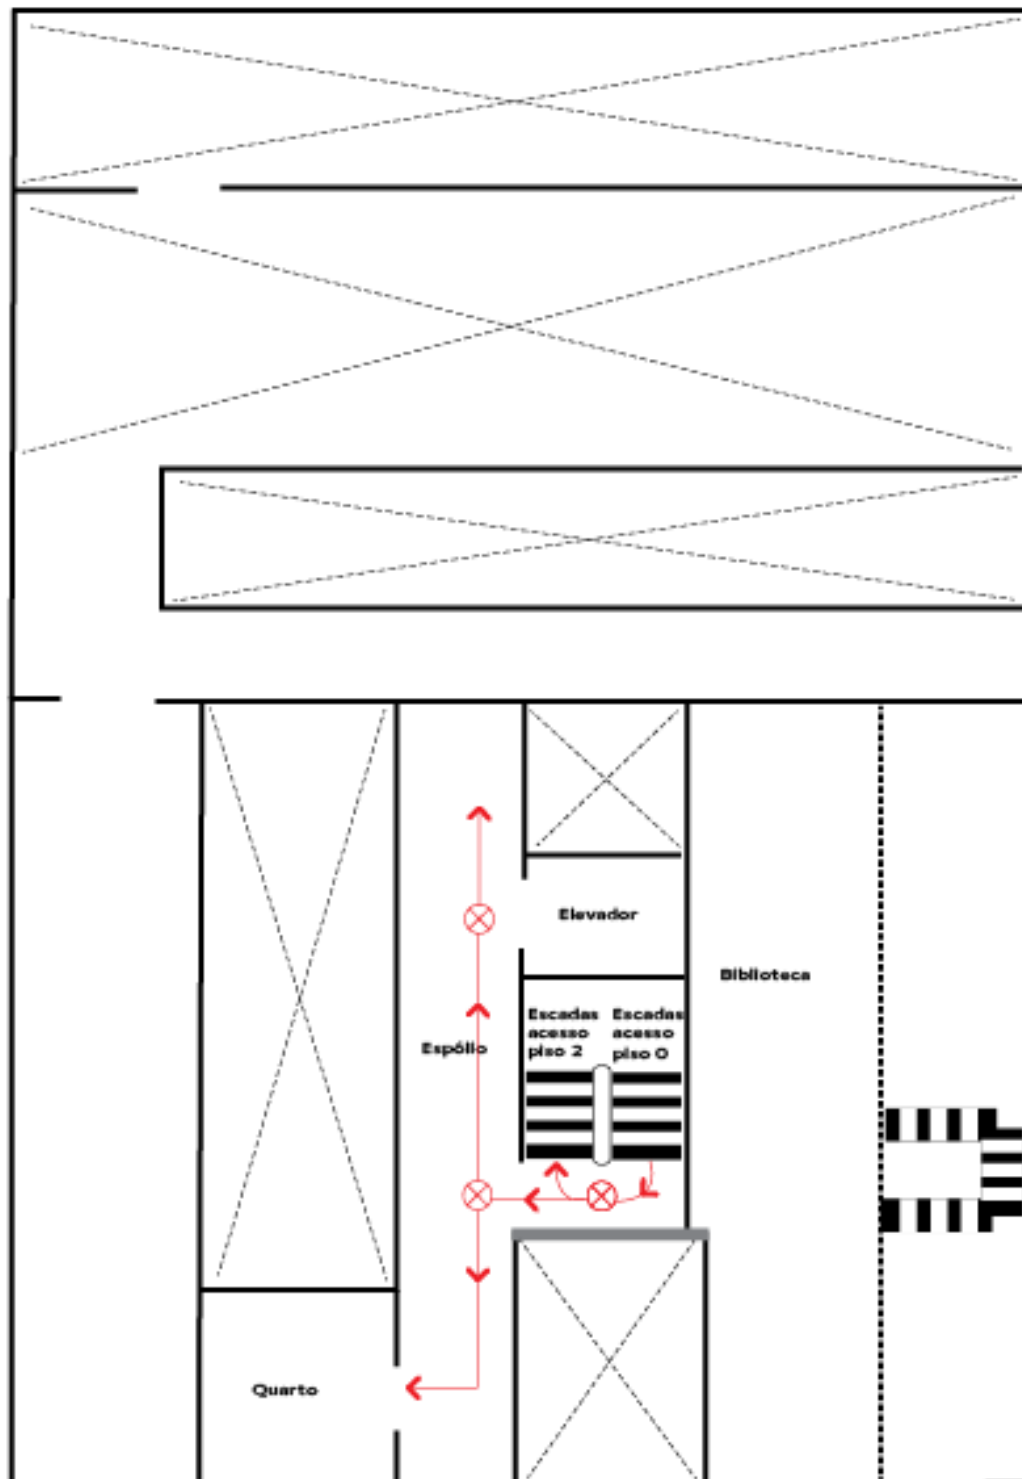 Elevador
Biblioteca
Escadas
acesso
piso 2
Escadas
acesso
piso 0
Espólio
Quarto